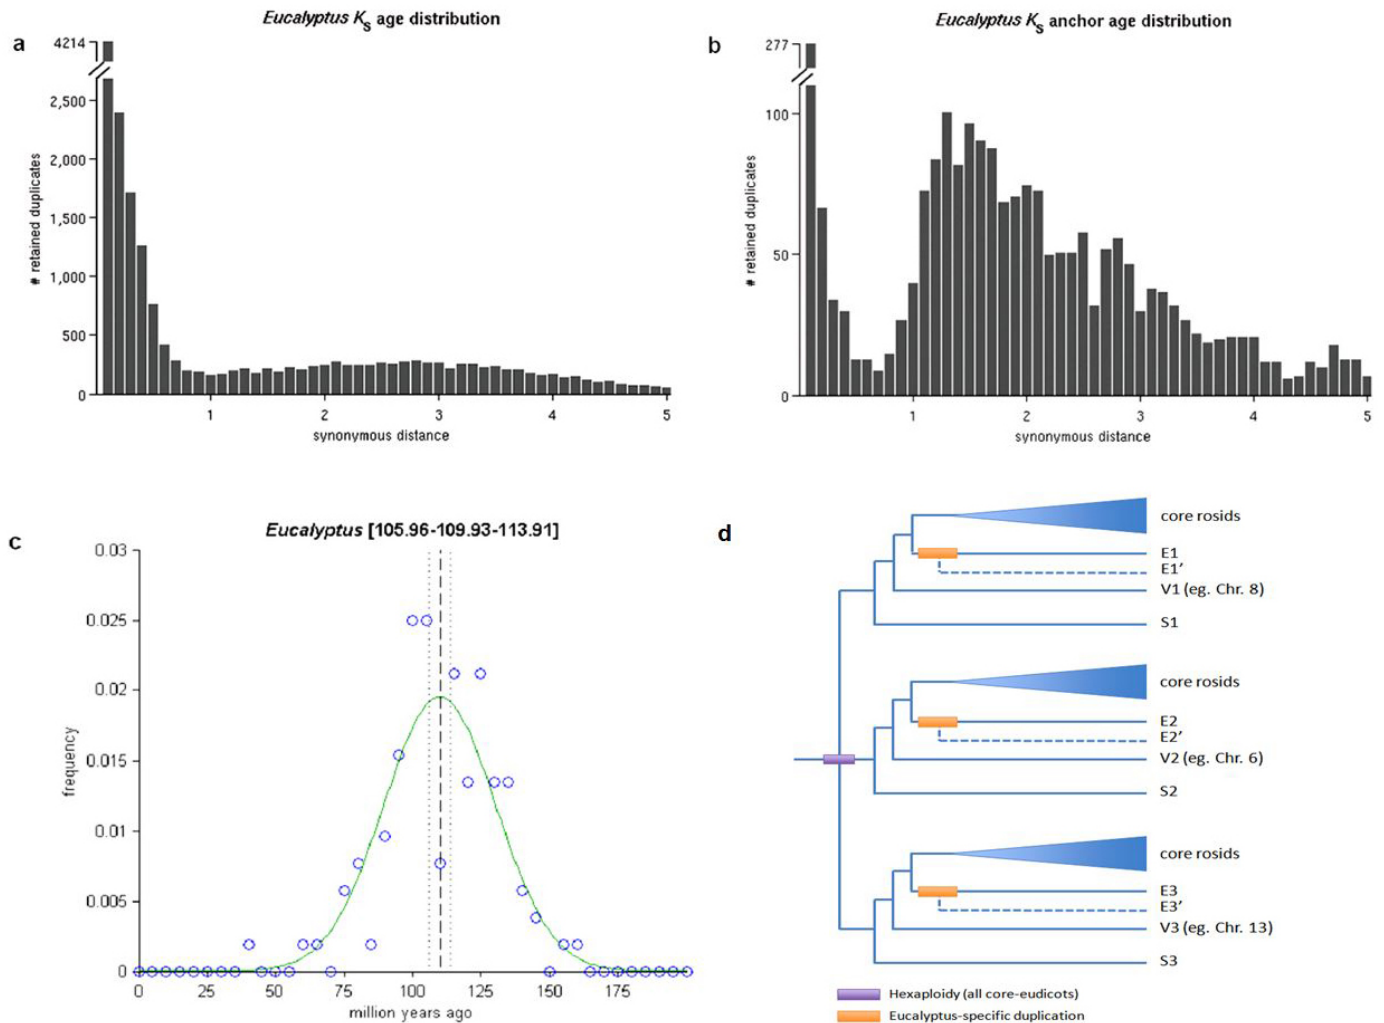 a
Eucalyptus KS age distribution
4214
2,500
2,000
1,500
1,000
500
0
# retained duplicates
1 2 3 4 5
synonymous distance
b
Eucalyptus KS anchor age distribution
277
100
50
0
# retained duplicates
1 2 3 4 5
synonymous distance
c
Eucalyptus [105.96-109.93-113.91]
0.03
0.025
0.02
0.015
0.01
0.005
0
frequency
0 25 50 75 100 125 150 175
million years ago
d
core rosids
E1
E1′
V1 (eg. Chr. 8)
S1
core rosids
E2
E2′
V2 (eg. Chr. 6)
S2
core rosids
E3
E3′
V3 (eg. Chr. 13)
S3
Hexaploidy (all core-eudicots)
Eucalyptus-specific duplication